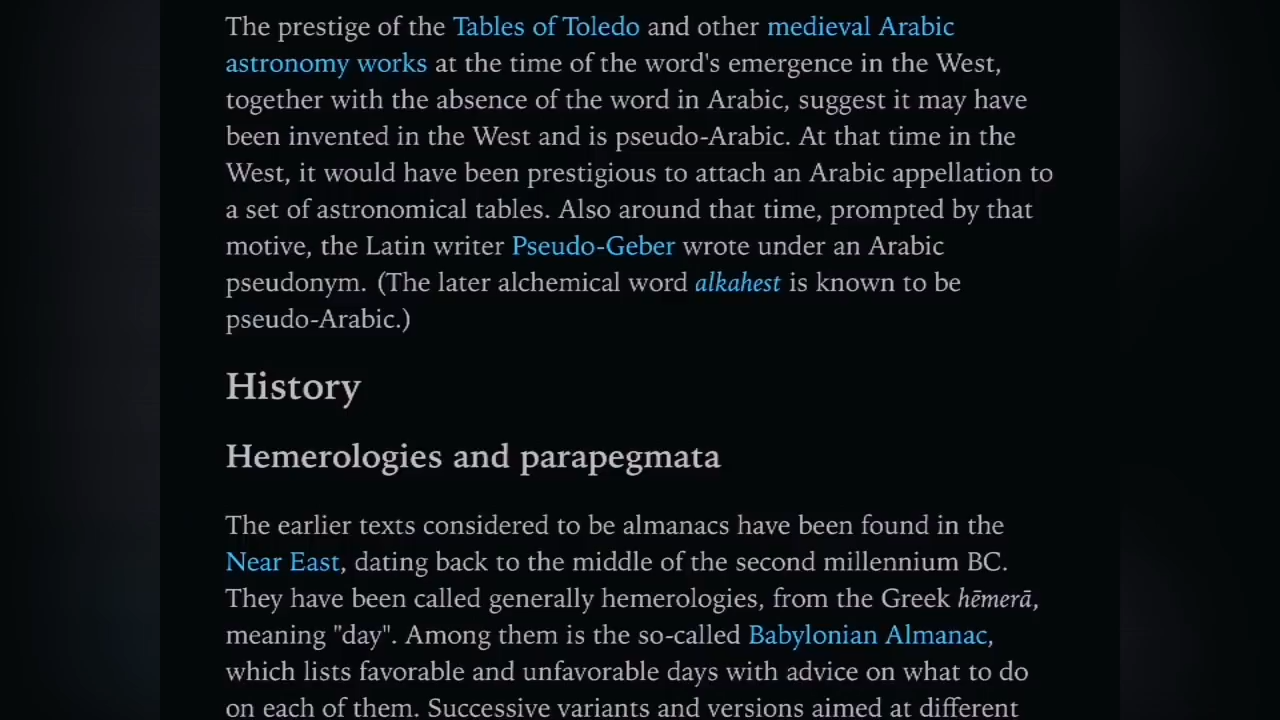 The prestige of the Tables of Toledo and other medieval Arabic
astronomy works at the time of the word's emergence in the West,
together with the absence of the word in Arabic, suggest it may have
been invented in the West and is pseudo-Arabic. At that time in the
West, it would have been prestigious to attach an Arabic appellation to
a set of astronomical tables. Also around that time, prompted by that
motive, the Latin writer Pseudo-Geber wrote under an Arabic
pseudonym. (The later alchemical word alkahest is known to be
pseudo-Arabic.)
History
Hemerologies and parapegmata
The earlier texts considered to be almanacs have been found in the
Near East, dating back to the middle of the second millennium BC.
They have been called generally hemerologies, from the Greek hēmerā,
meaning "day". Among them is the so-called Babylonian Almanac,
which lists favorable and unfavorable days with advice on what to do
on each of them. Successive variants and versions aimed at different